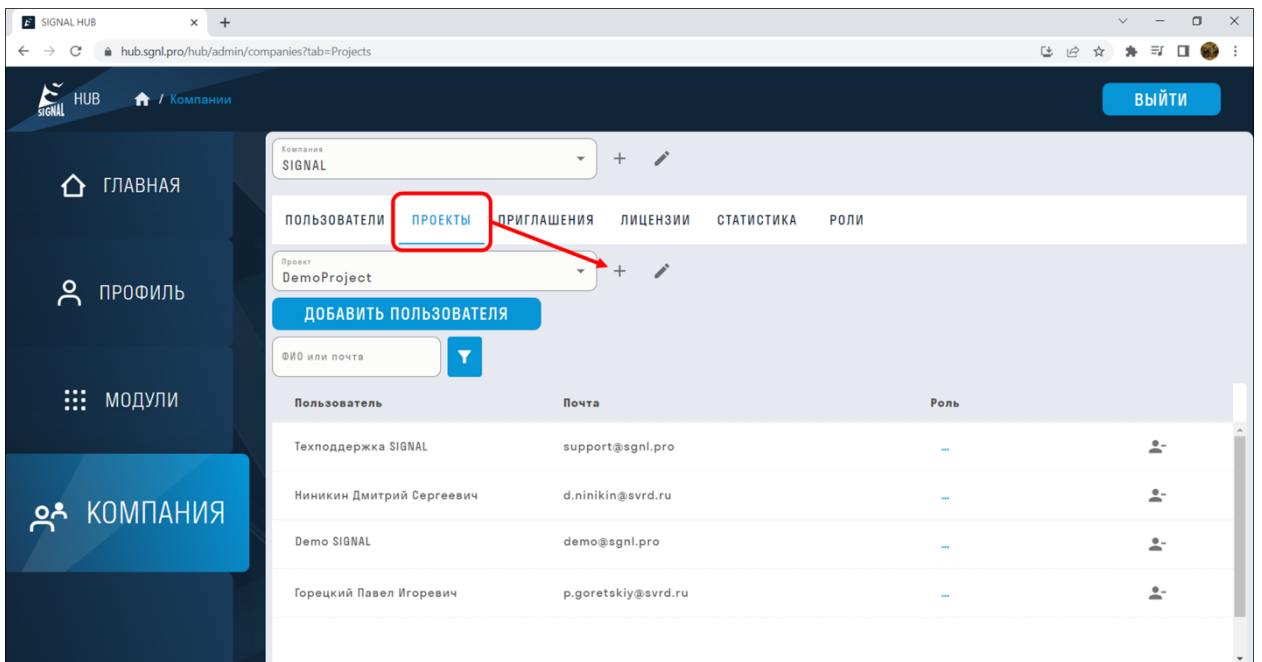 SIGNAL HUB
hub.sgnl.pro/hub/admin/companies?tab=Projects
SIGNAL HUB / Компании
ВЫЙТИ
ГЛАВНАЯ
ПРОФИЛЬ
МОДУЛИ
КОМПАНИЯ
Компания
SIGNAL
ПОЛЬЗОВАТЕЛИ ПРОЕКТЫ ПРИГЛАШЕНИЯ ЛИЦЕНЗИИ СТАТИСТИКА РОЛИ
Проект
DemoProject
ДОБАВИТЬ ПОЛЬЗОВАТЕЛЯ
ФИО или почта
Пользователь Почта Роль
Техподдержка SIGNAL support@sgnl.pro ...
Ниникин Дмитрий Сергеевич d.ninikin@svrd.ru ...
Demo SIGNAL demo@sgnl.pro ...
Горецкий Павел Игоревич p.goretskiy@svrd.ru ...